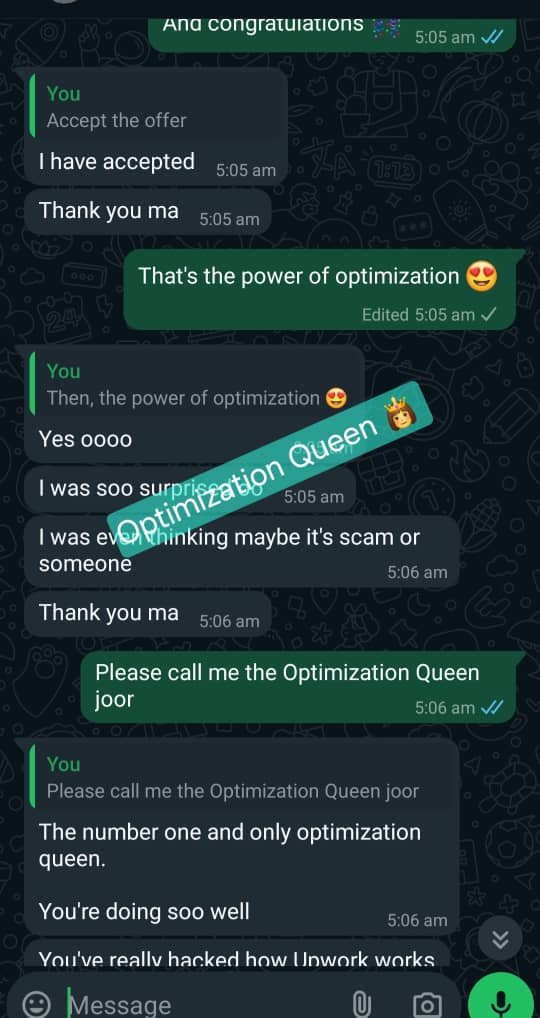 And congratulations 🎊🎊
5:05 am
You
Accept the offer
I have accepted 5:05 am
Thank you ma 5:05 am
That's the power of optimization 😍
Edited 5:05 am
You
Then, the power of optimization 😍
Yes oooo
Optimization Queen 👸
I was soo surprised 5:05 am
I was even thinking maybe it's scam or
someone
5:06 am
Thank you ma 5:06 am
Please call me the Optimization Queen
joor
5:06 am
You
Please call me the Optimization Queen joor
The number one and only optimization
queen.
You're doing soo well
5:06 am
You've really hacked how Upwork works
Message